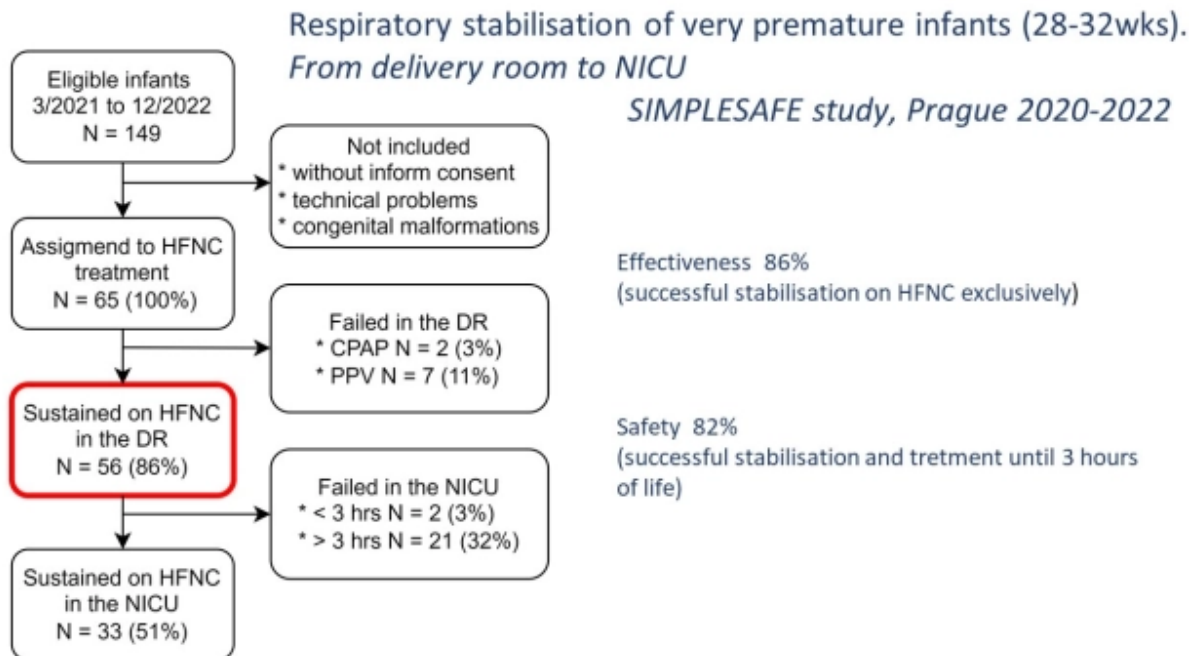 Respiratory stabilisation of very premature infants (28-32wks).
From delivery room to NICU
SIMPLESAFE study, Prague 2020-2022
Eligible infants
3/2021 to 12/2022
N = 149
Not included
* without inform consent
* technical problems
* congenital malformations
Assigmend to HFNC
treatment
N = 65 (100%)
Effectiveness 86%
(successful stabilisation on HFNC exclusively)
Failed in the DR
* CPAP N = 2 (3%)
* PPV N = 7 (11%)
Sustained on HFNC
in the DR
N = 56 (86%)
Safety 82%
(successful stabilisation and tretment until 3 hours
of life)
Failed in the NICU
* < 3 hrs N = 2 (3%)
* > 3 hrs N = 21 (32%)
Sustained on HFNC
in the NICU
N = 33 (51%)